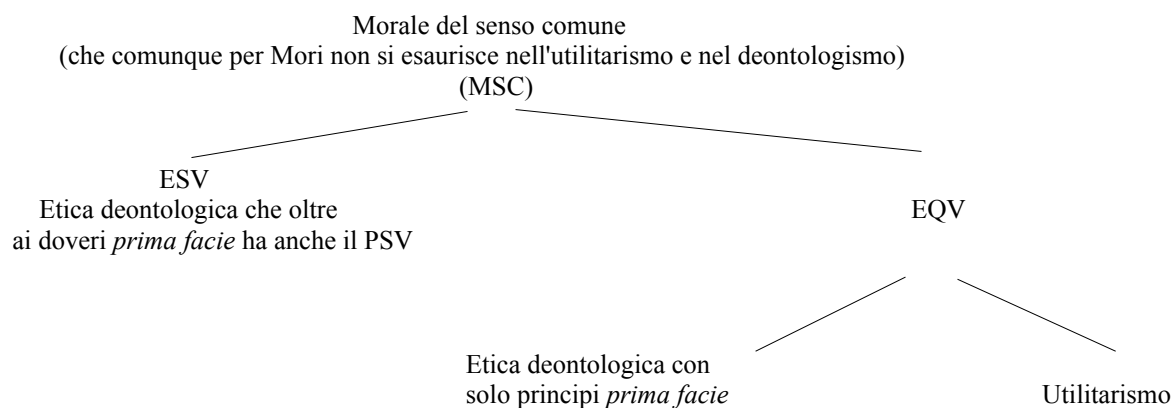 Morale del senso comune
(che comunque per Mori non si esaurisce nell'utilitarismo e nel deontologismo)
(MSC)
ESV
Etica deontologica che oltre
ai doveri prima facie ha anche il PSV
EQV
Etica deontologica con
solo principi prima facie
Utilitarismo